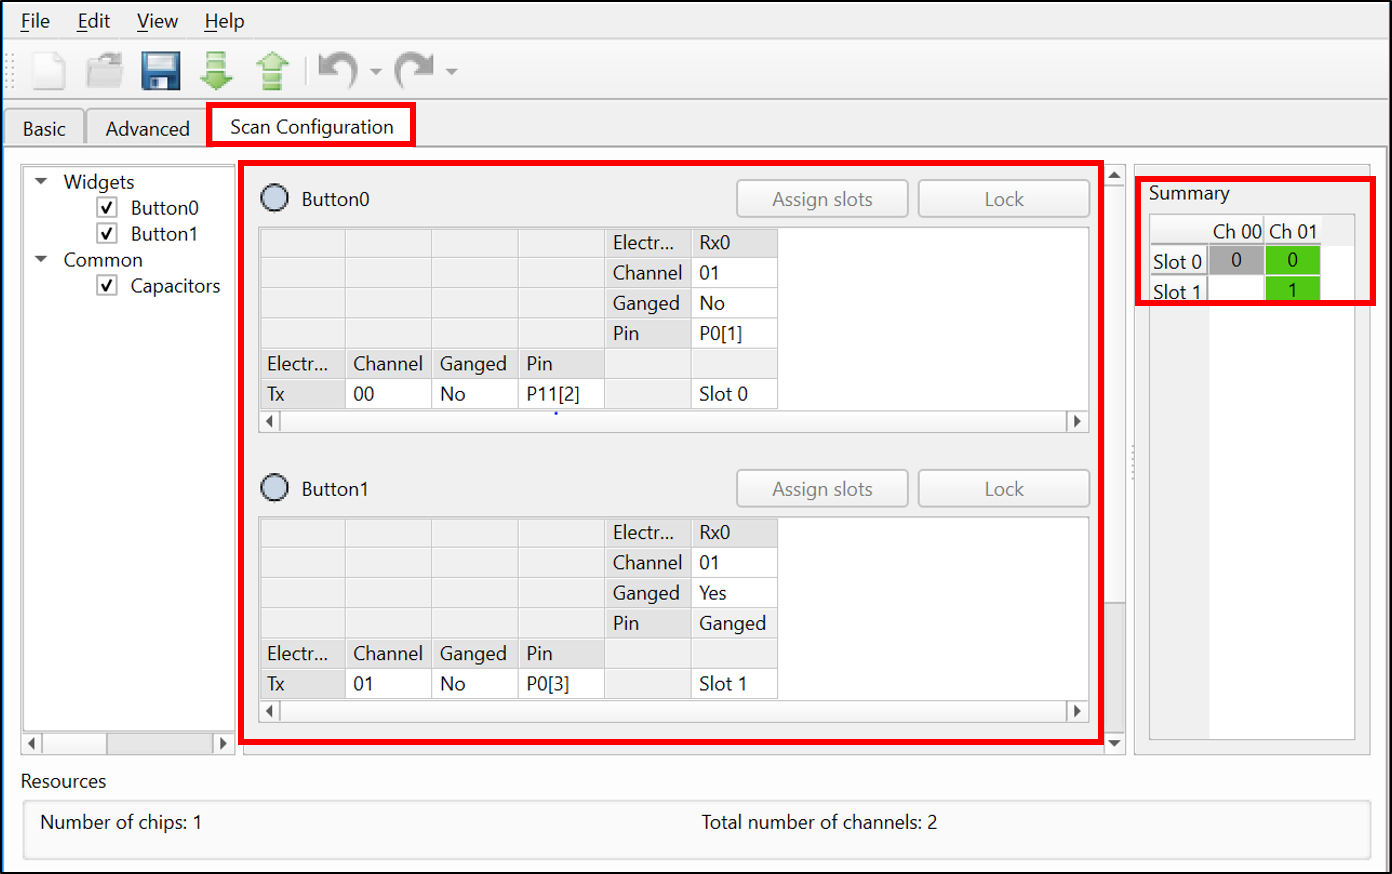 File Edit View Help
Basic Advanced Scan Configuration
Widgets
Button0
Button1
Common
Capacitors
Button0 Assign slots Lock
Electr... Rx0
Channel 01
Ganged No
Pin P0[1]
Electr... Channel Ganged Pin
Tx 00 No P11[2] Slot 0
Button1 Assign slots Lock
Electr... Rx0
Channel 01
Ganged Yes
Pin Ganged
Electr... Channel Ganged Pin
Tx 01 No P0[3] Slot 1
Summary
Ch 00 Ch 01
Slot 0 0 0
Slot 1 1
Resources
Number of chips: 1 Total number of channels: 2